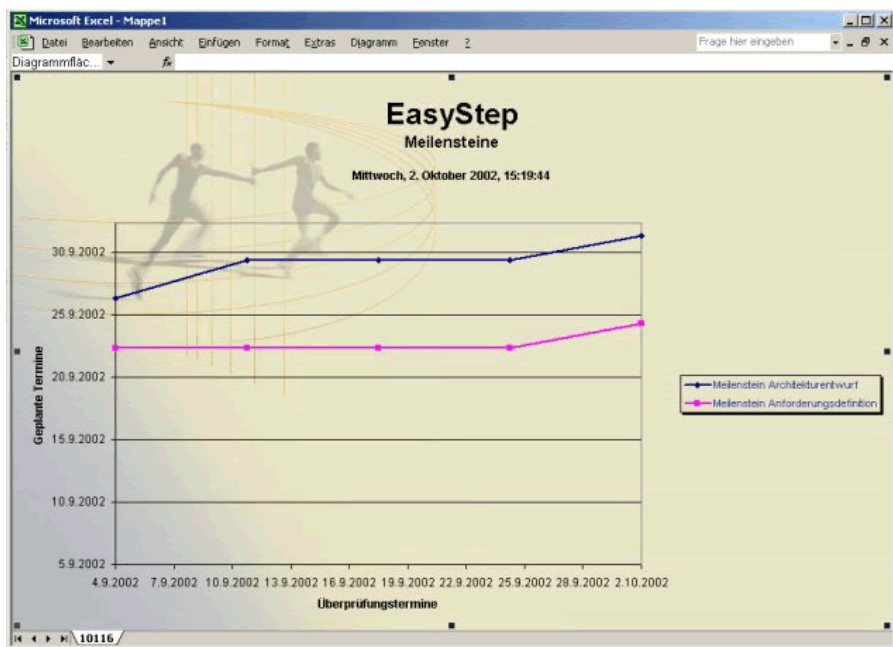 Microsoft Excel - Mappe1
Datei Bearbeiten Ansicht Einfügen Format Extras Diagramm Fenster ? Frage hier eingeben
Diagrammfläc... fx
EasyStep
Meilensteine
Mittwoch, 2. Oktober 2002, 15:19:44
Geplante Termine
30.9.2002
25.9.2002
20.9.2002
15.9.2002
10.9.2002
5.9.2002
4.9.2002 7.9.2002 10.9.2002 13.9.2002 16.9.2002 19.9.2002 22.9.2002 25.9.2002 28.9.2002 2.10.2002
Überprüfungstermine
Meilenstein Architekturentwurf
Meilenstein Anforderungsdefinition
10116